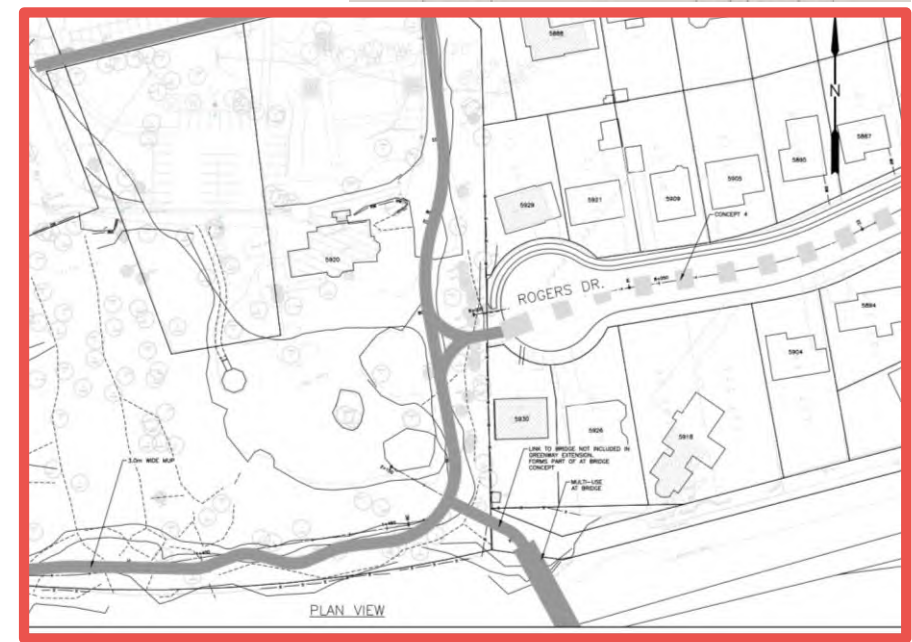 5888
N
5867
5895
5905
5909
5921
5929
CONCEPT 4
5920
ROGERS DR.
5894
5904
5930
5926
5918
LINK TO BRIDGE NOT INCLUDED IN
GREENWAY EXTENSION.
FORMS PART OF AT BRIDGE
CONCEPT
3.0m WIDE MUP
MULTI-USE
AT BRIDGE
PLAN VIEW